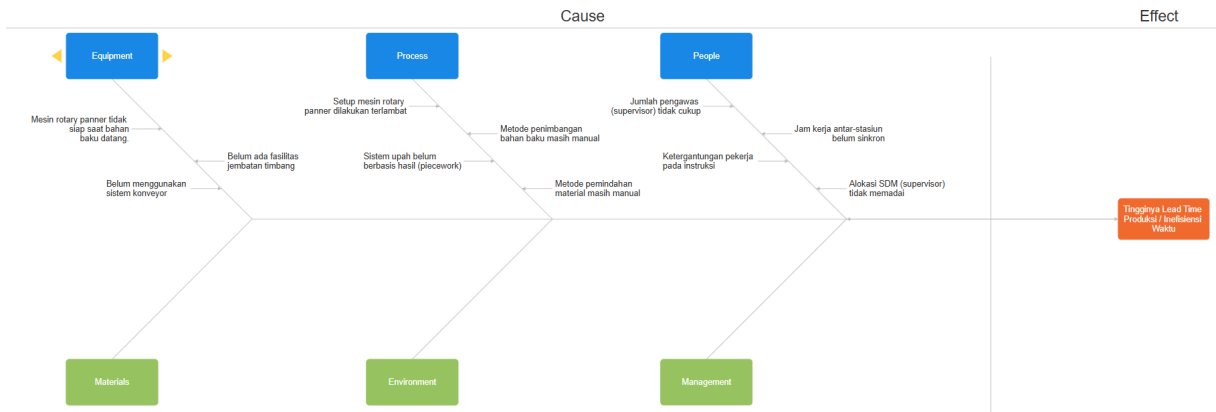 Cause
Effect
Equipment
Process
People
Mesin rotary panner tidak
siap saat bahan
baku datang.
Belum ada fasilitas
jembatan timbang
Belum menggunakan
sistem konveyor
Setup mesin rotary
panner dilakukan terlambat
Metode penimbangan
bahan baku masih manual
Sistem upah belum
berbasis hasil (piecework)
Metode pemindahan
material masih manual
Jumlah pengawas
(supervisor) tidak cukup
Jam kerja antar-stasiun
belum sinkron
Ketergantungan pekerja
pada instruksi
Alokasi SDM (supervisor)
tidak memadai
Tingginya Lead Time
Produksi / Inefisiensi
Waktu
Materials
Environment
Management